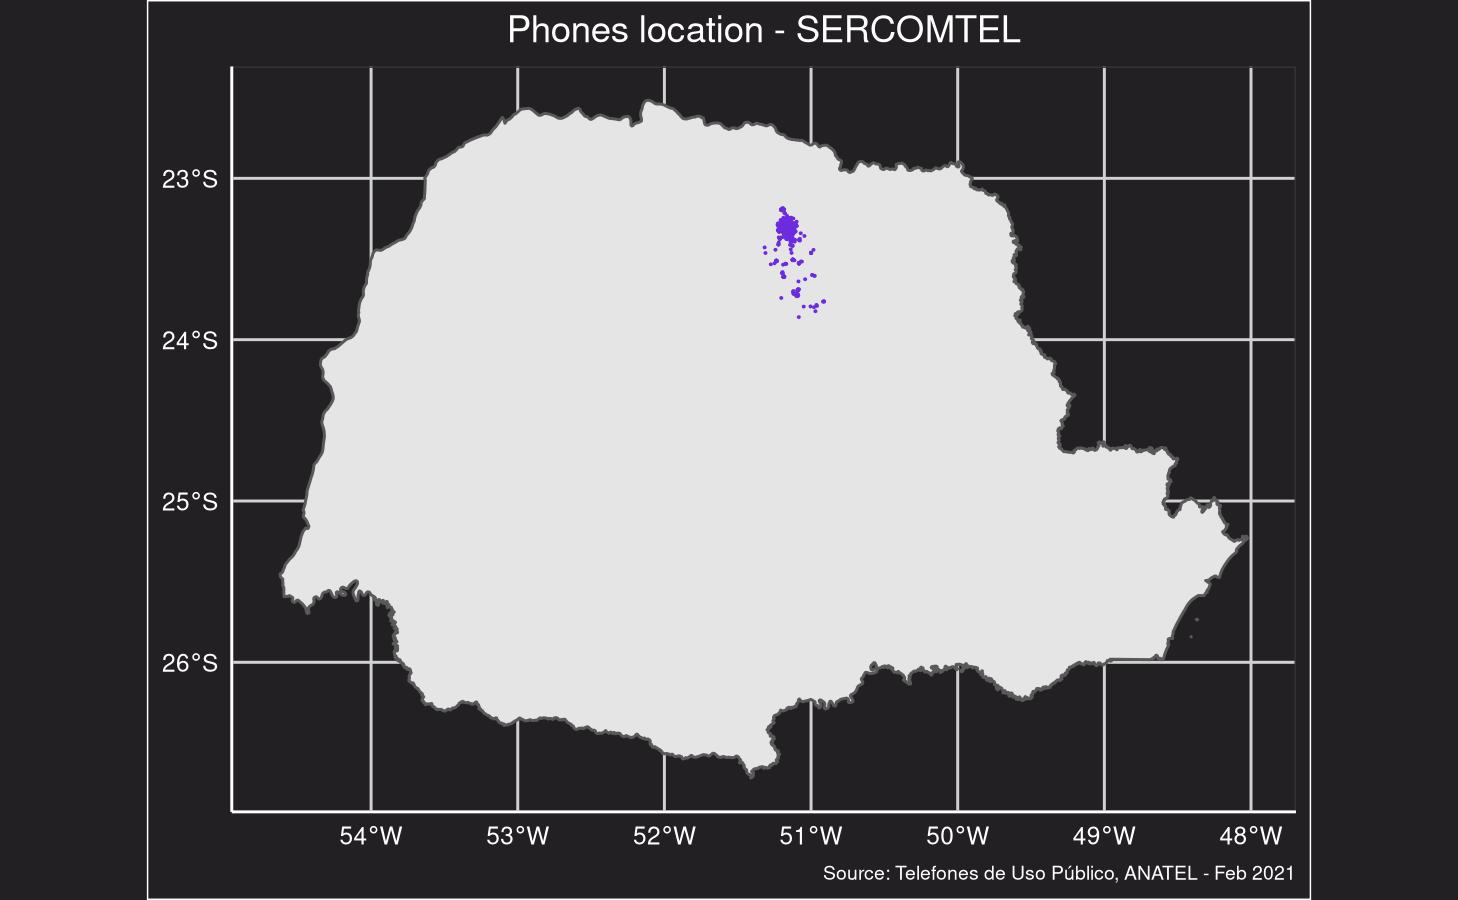 Phones location - SERCOMTEL
23°S
24°S
25°S
26°S
54°W 53°W 52°W 51°W 50°W 49°W 48°W
Source: Telefones de Uso Público, ANATEL - Feb 2021